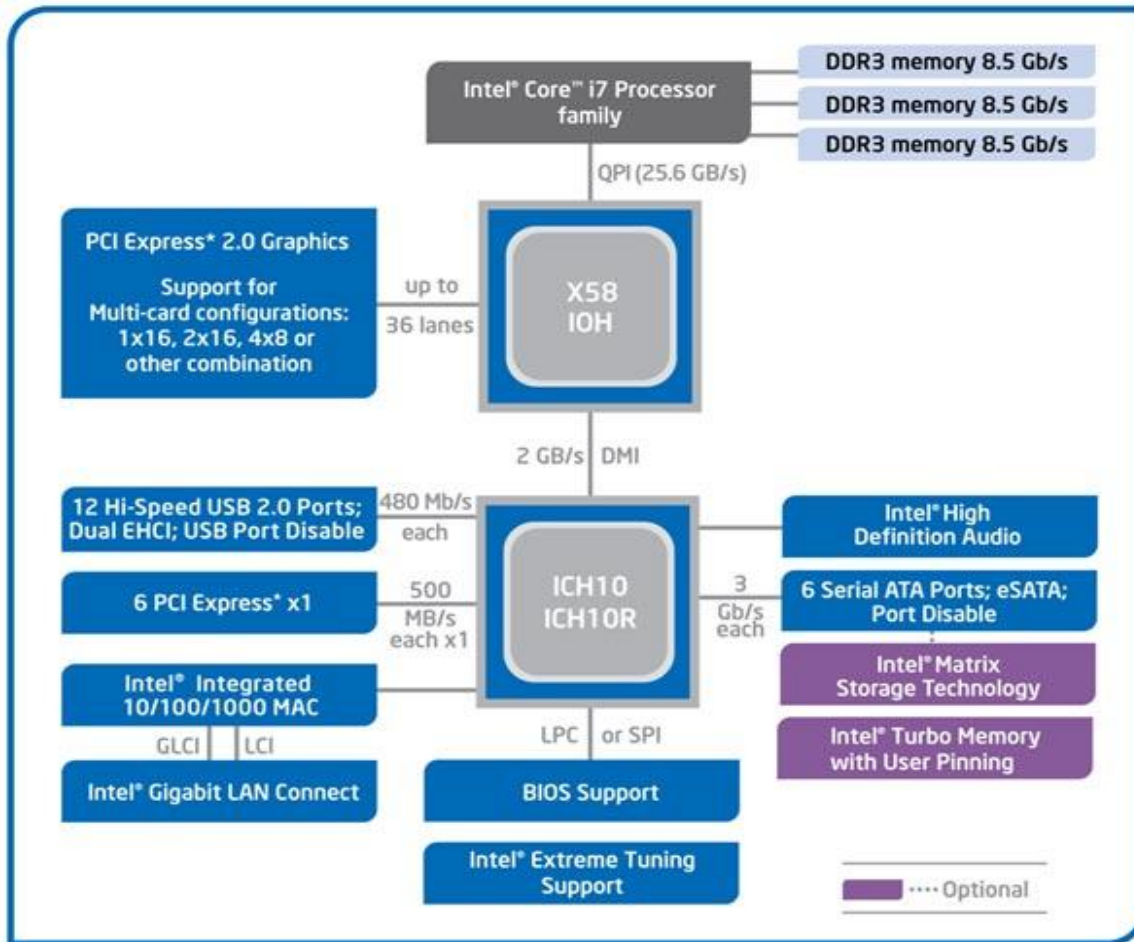 Intel® Core™ i7 Processor
family
DDR3 memory 8.5 Gb/s
DDR3 memory 8.5 Gb/s
DDR3 memory 8.5 Gb/s
QPI (25.6 GB/s)
PCI Express* 2.0 Graphics
Support for
Multi-card configurations:
1x16, 2x16, 4x8 or
other combination
up to
36 lanes
X58
IOH
2 GB/s DMI
12 Hi-Speed USB 2.0 Ports;
Dual EHCI; USB Port Disable
480 Mb/s
each
6 PCI Express* x1
500
MB/s
each x1
Intel® Integrated
10/100/1000 MAC
GLCI LCI
Intel® Gigabit LAN Connect
ICH10
ICH10R
Intel® High
Definition Audio
3
Gb/s
each
6 Serial ATA Ports; eSATA;
Port Disable
Intel® Matrix
Storage Technology
Intel® Turbo Memory
with User Pinning
LPC or SPI
BIOS Support
Intel® Extreme Tuning
Support
Optional